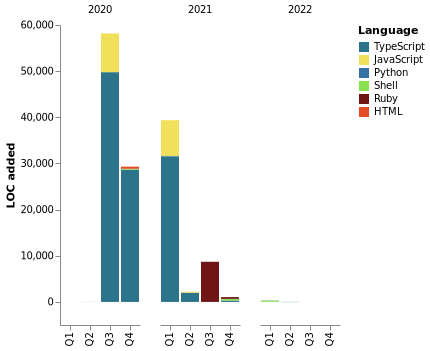 2020 2021 2022
Language
TypeScript
JavaScript
Python
Shell
Ruby
HTML
LOC added
60,000
50,000
40,000
30,000
20,000
10,000
0
Q1 Q2 Q3 Q4 Q1 Q2 Q3 Q4 Q1 Q2 Q3 Q4